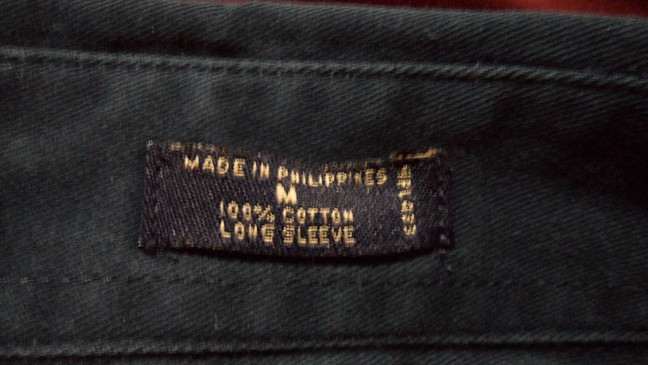 MADE IN PHILIPPINES
M
100% COTTON
LONG SLEEVE